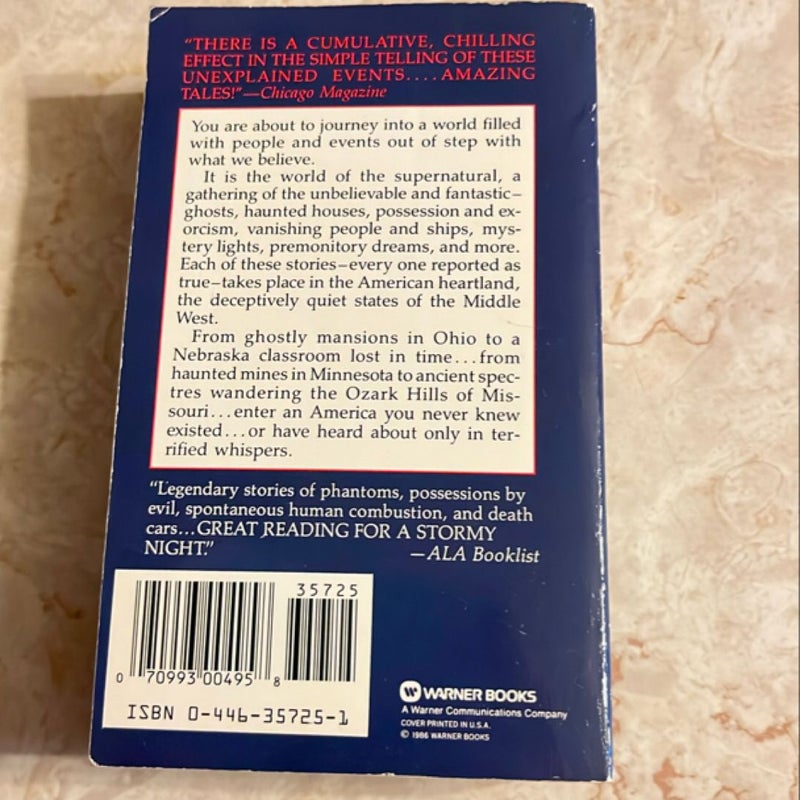 “THERE IS A CUMULATIVE, CHILLING
EFFECT IN THE SIMPLE TELLING OF THESE
UNEXPLAINED EVENTS....AMAZING
TALES!”—Chicago Magazine
You are about to journey into a world filled
with people and events out of step with
what we believe.
It is the world of the supernatural, a
gathering of the unbelievable and fantastic–
ghosts, haunted houses, possession and ex-
orcism, vanishing people and ships, mys-
tery lights, premonitory dreams, and more.
Each of these stories–every one reported as
true–takes place in the American heartland,
the deceptively quiet states of the Middle
West.
From ghostly mansions in Ohio to a
Nebraska classroom lost in time...from
haunted mines in Minnesota to ancient spec-
tres wandering the Ozark Hills of Mis-
souri...enter an America you never knew
existed...or have heard about only in ter-
rified whispers.
“Legendary stories of phantoms, possessions by
evil, spontaneous human combustion, and death
cars...GREAT READING FOR A STORMY
NIGHT.”
—ALA Booklist
35725
0 70993 00495 8
ISBN 0-446-35725-1
WARNER BOOKS
A Warner Communications Company
COVER PRINTED IN U.S.A.
© 1986 WARNER BOOKS